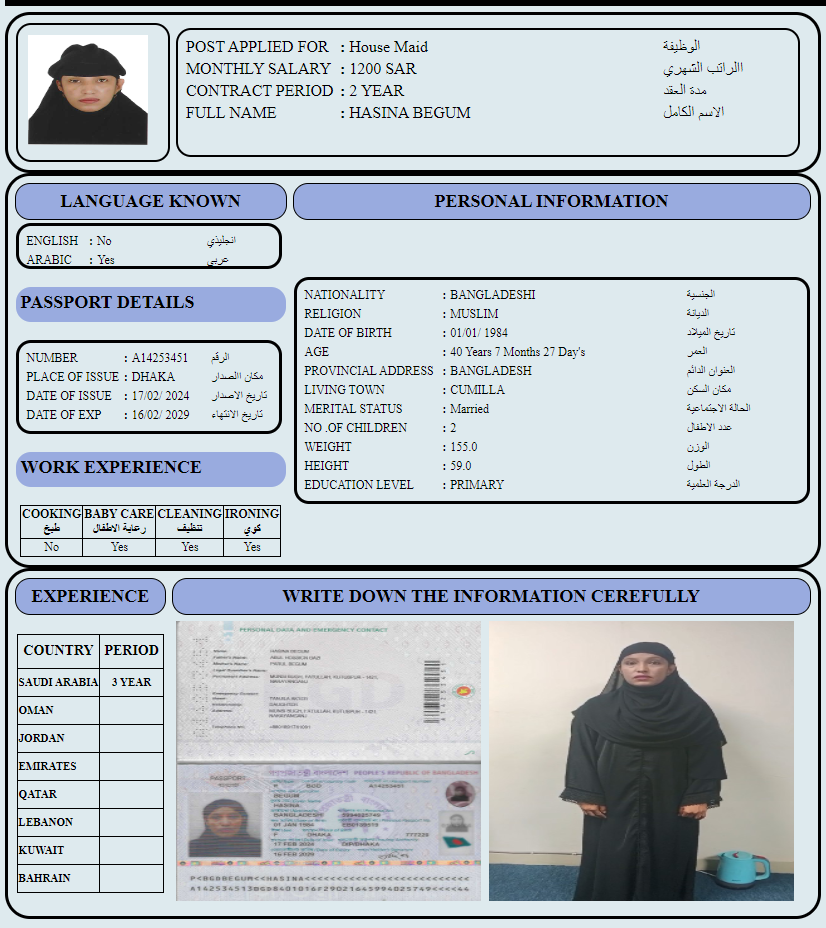 POST APPLIED FOR : House Maid الوظيفة
MONTHLY SALARY : 1200 SAR االراتب الشهري
CONTRACT PERIOD : 2 YEAR مدة العقد
FULL NAME : HASINA BEGUM الاسم الكامل
LANGUAGE KNOWN
ENGLISH : No انجليذي
ARABIC : Yes عربي
PASSPORT DETAILS
NUMBER : A14253451 الرقم
PLACE OF ISSUE : DHAKA مكان االصدار
DATE OF ISSUE : 17/02/ 2024 تاريخ الاصدار
DATE OF EXP : 16/02/ 2029 تاريخ الانتهاء
WORK EXPERIENCE
COOKING BABY CARE CLEANING IRONING
طبخ رعاية الاطفال تنظيف كوي
No Yes Yes Yes
PERSONAL INFORMATION
NATIONALITY : BANGLADESHI الجنسية
RELIGION : MUSLIM الديانة
DATE OF BIRTH : 01/01/ 1984 تاريخ الميلاد
AGE : 40 Years 7 Months 27 Day's العمر
PROVINCIAL ADDRESS : BANGLADESH العنوان الدائم
LIVING TOWN : CUMILLA مكان السكن
MERITAL STATUS : Married الحالة الاجتماعية
NO .OF CHILDREN : 2 عدد الاطفال
WEIGHT : 155.0 الوزن
HEIGHT : 59.0 الطول
EDUCATION LEVEL : PRIMARY الدرجة العلمية
EXPERIENCE
COUNTRY PERIOD
SAUDI ARABIA 3 YEAR
OMAN
JORDAN
EMIRATES
QATAR
LEBANON
KUWAIT
BAHRAIN
WRITE DOWN THE INFORMATION CEREFULLY
PERSONAL DATA AND EMERGENCY CONTACT
HASINA BEGUM
PASSPORT
PEOPLE'S REPUBLIC OF BANGLADESH
P BGD A14253451
BEGUM
HASINA
BANGLADESHI
01 JAN 1984
F DHAKA
17 FEB 2024 DIP/DHAKA
16 FEB 2029